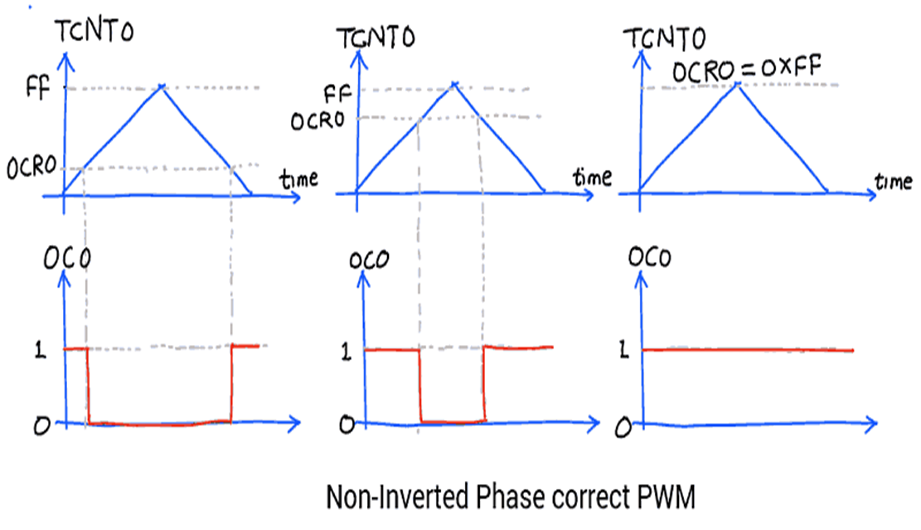 TCNT0
FF
OCR0
time
OC0
1
0
TCNT0
FF
OCR0
time
OC0
1
0
TCNT0
OCR0 = 0XFF
time
OC0
1
0
Non-Inverted Phase correct PWM